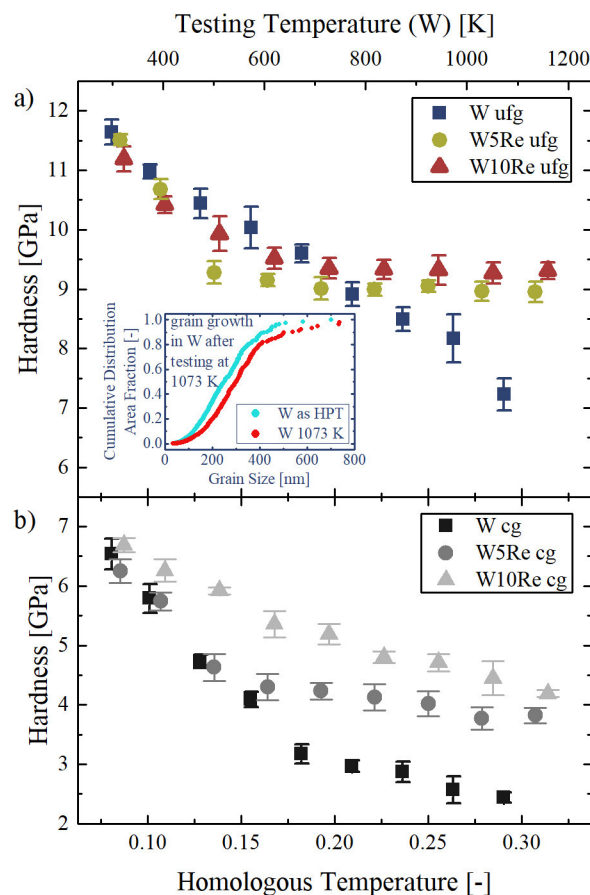 Testing Temperature (W) [K]
400 600 800 1000 1200
a)
12
11
10
9
8
7
6
Hardness [GPa]
W ufg
W5Re ufg
W10Re ufg
Cumulative Distribution
Area Fraction [-]
1.0
0.8
0.6
0.4
0.2
0.0
grain growth
in W after
testing at
1073 K
W as HPT
W 1073 K
0 200 400 600 800
Grain Size [nm]
b)
7
6
5
4
3
2
Hardness [GPa]
W cg
W5Re cg
W10Re cg
0.10 0.15 0.20 0.25 0.30
Homologous Temperature [-]